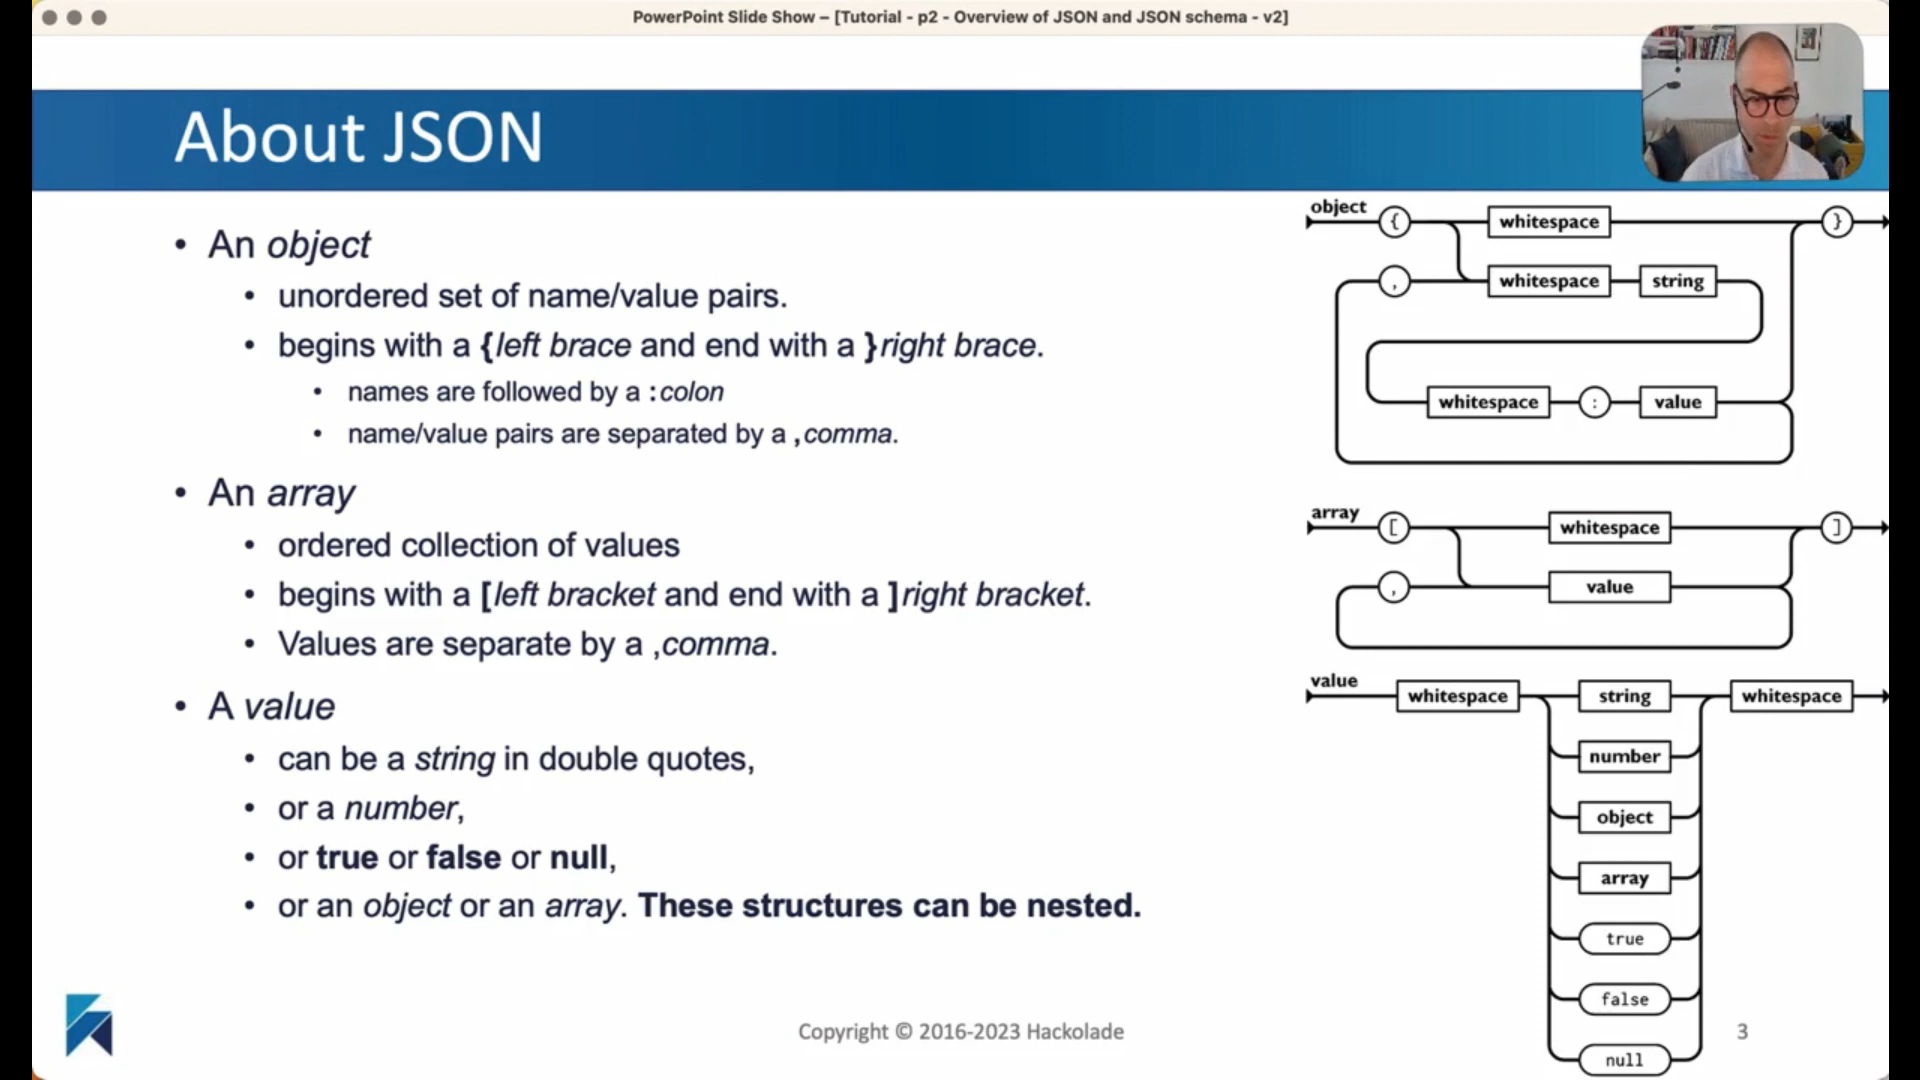 PowerPoint Slide Show – [Tutorial - p2 - Overview of JSON and JSON schema - v2]
About JSON
• An object
• unordered set of name/value pairs.
• begins with a {left brace and end with a }right brace.
• names are followed by a :colon
• name/value pairs are separated by a ,comma.
• An array
• ordered collection of values
• begins with a [left bracket and end with a ]right bracket.
• Values are separate by a ,comma.
• A value
• can be a string in double quotes,
• or a number,
• or true or false or null,
• or an object or an array. These structures can be nested.
object
{ whitespace }
, whitespace string
whitespace : value
array
[ whitespace ]
, value
value
whitespace string whitespace
number
object
array
true
false
null
Copyright © 2016-2023 Hackolade
3